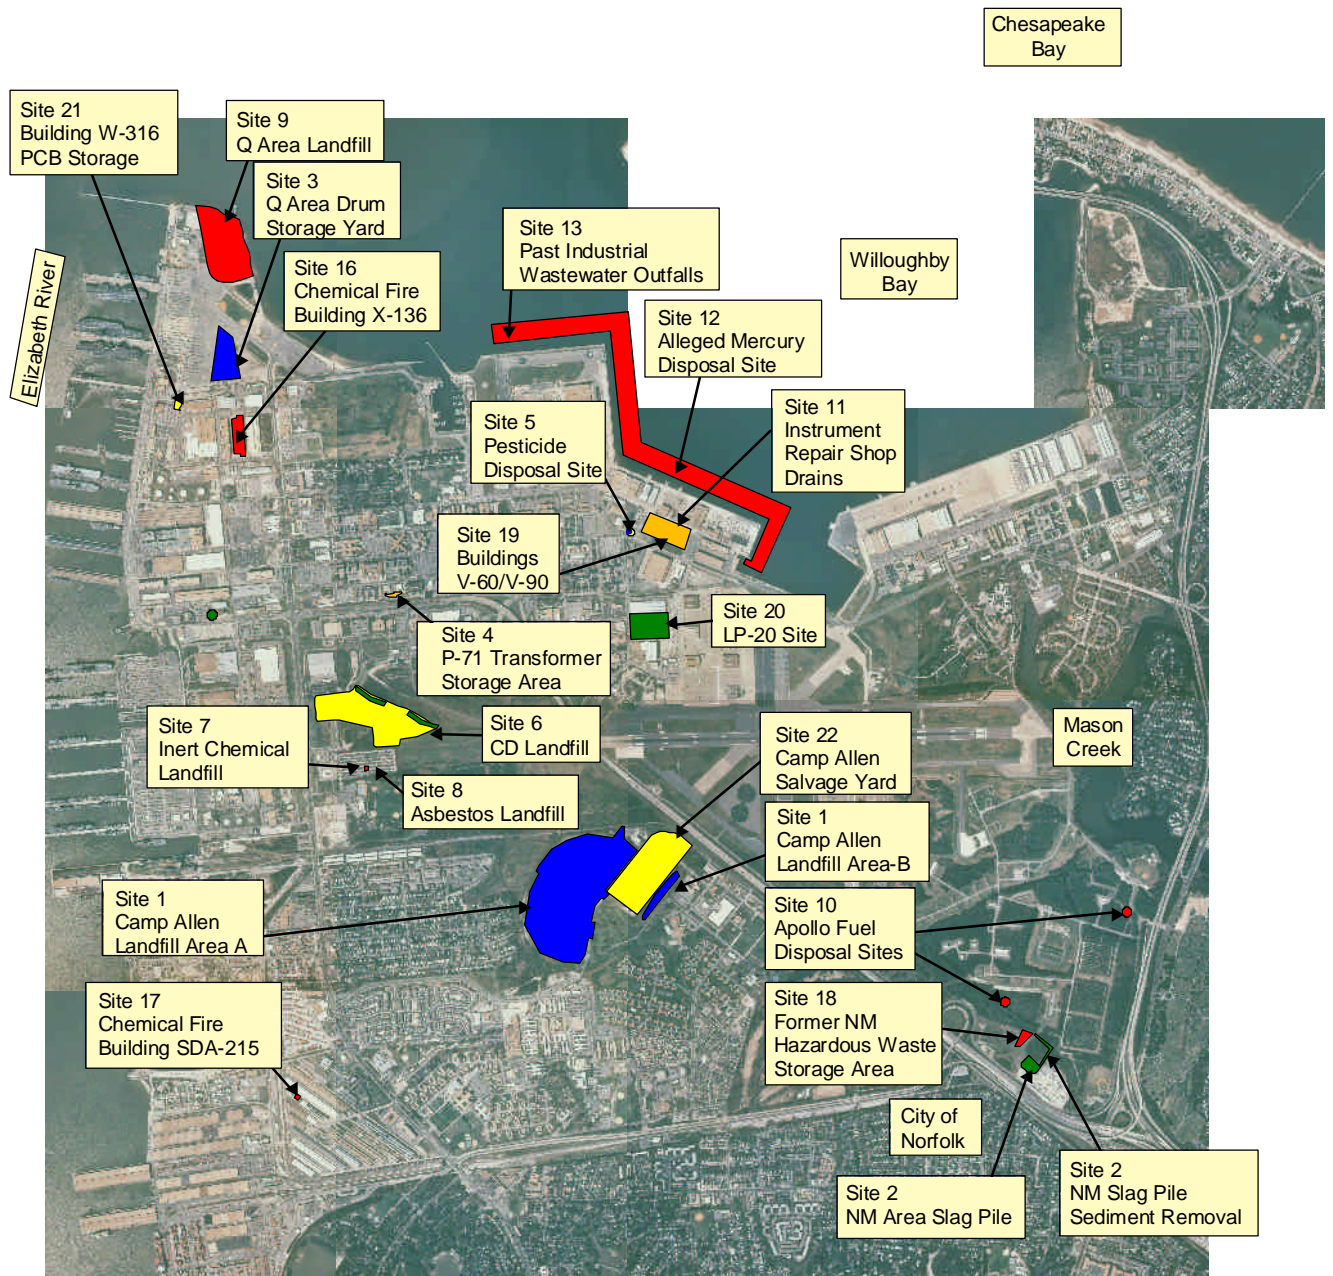 Chesapeake
Bay
Site 21
Building W-316
PCB Storage
Site 9
Q Area Landfill
Site 3
Q Area Drum
Storage Yard
Site 13
Past Industrial
Wastewater Outfalls
Willoughby
Bay
Elizabeth River
Site 16
Chemical Fire
Building X-136
Site 12
Alleged Mercury
Disposal Site
Site 11
Instrument
Repair Shop
Drains
Site 5
Pesticide
Disposal Site
Site 19
Buildings
V-60/V-90
Site 20
LP-20 Site
Site 4
P-71 Transformer
Storage Area
Site 7
Inert Chemical
Landfill
Site 6
CD Landfill
Site 22
Camp Allen
Salvage Yard
Mason
Creek
Site 8
Asbestos Landfill
Site 1
Camp Allen
Landfill Area-B
Site 1
Camp Allen
Landfill Area A
Site 10
Apollo Fuel
Disposal Sites
Site 17
Chemical Fire
Building SDA-215
Site 18
Former NM
Hazardous Waste
Storage Area
City of
Norfolk
Site 2
NM Area Slag Pile
Site 2
NM Slag Pile
Sediment Removal